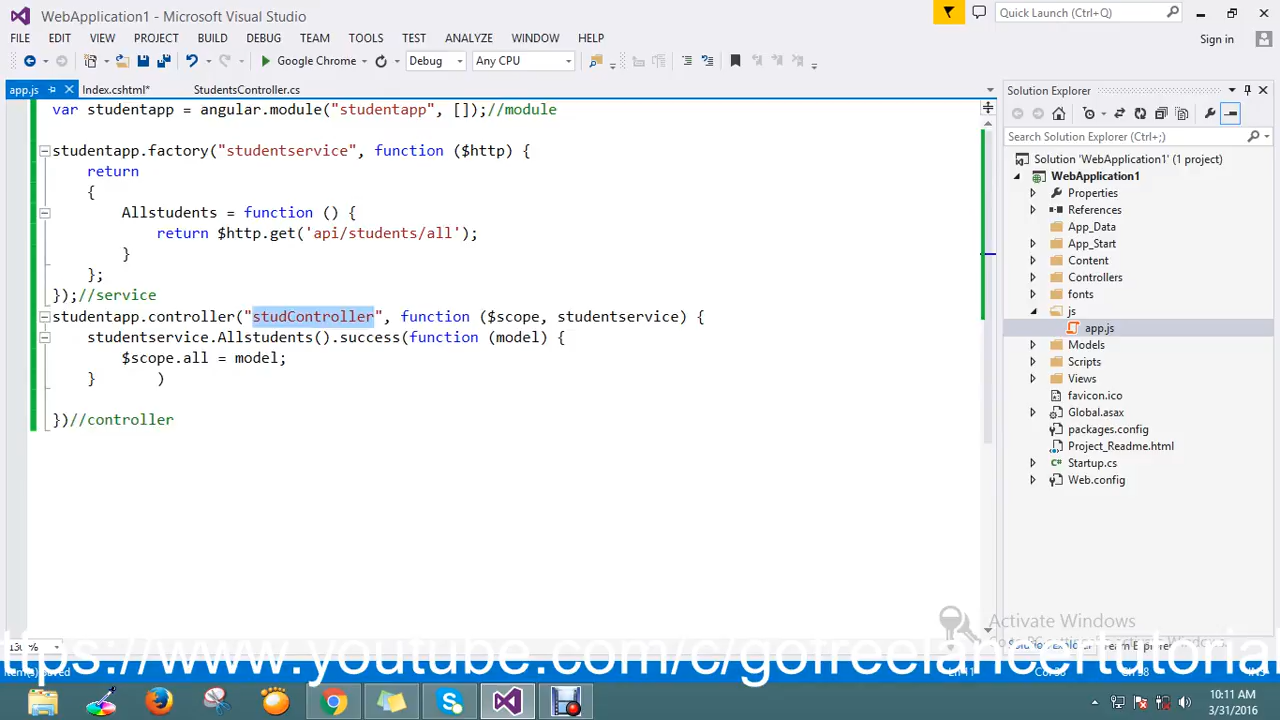 WebApplication1 - Microsoft Visual Studio
Quick Launch (Ctrl+Q)
FILE EDIT VIEW PROJECT BUILD DEBUG TEAM TOOLS TEST ANALYZE WINDOW HELP
Sign in
Google Chrome
Debug
Any CPU
app.js
Index.cshtml*
StudentsController.cs
var studentapp = angular.module("studentapp", []);//module
studentapp.factory("studentservice", function ($http) {
return
{
Allstudents = function () {
return $http.get('api/students/all');
}
};
});//service
studentapp.controller("studController", function ($scope, studentservice) {
studentservice.Allstudents().success(function (model) {
$scope.all = model;
} )
})//controller
Solution Explorer
Search Solution Explorer (Ctrl+;)
Solution 'WebApplication1' (1 project)
WebApplication1
Properties
References
App_Data
App_Start
Content
Controllers
fonts
js
app.js
Models
Scripts
Views
favicon.ico
Global.asax
packages.config
Project_Readme.html
Startup.cs
Web.config
Activate Windows
ttps://www.youtube.com/c/gofreelancertutoria
10:11 AM
3/31/2016